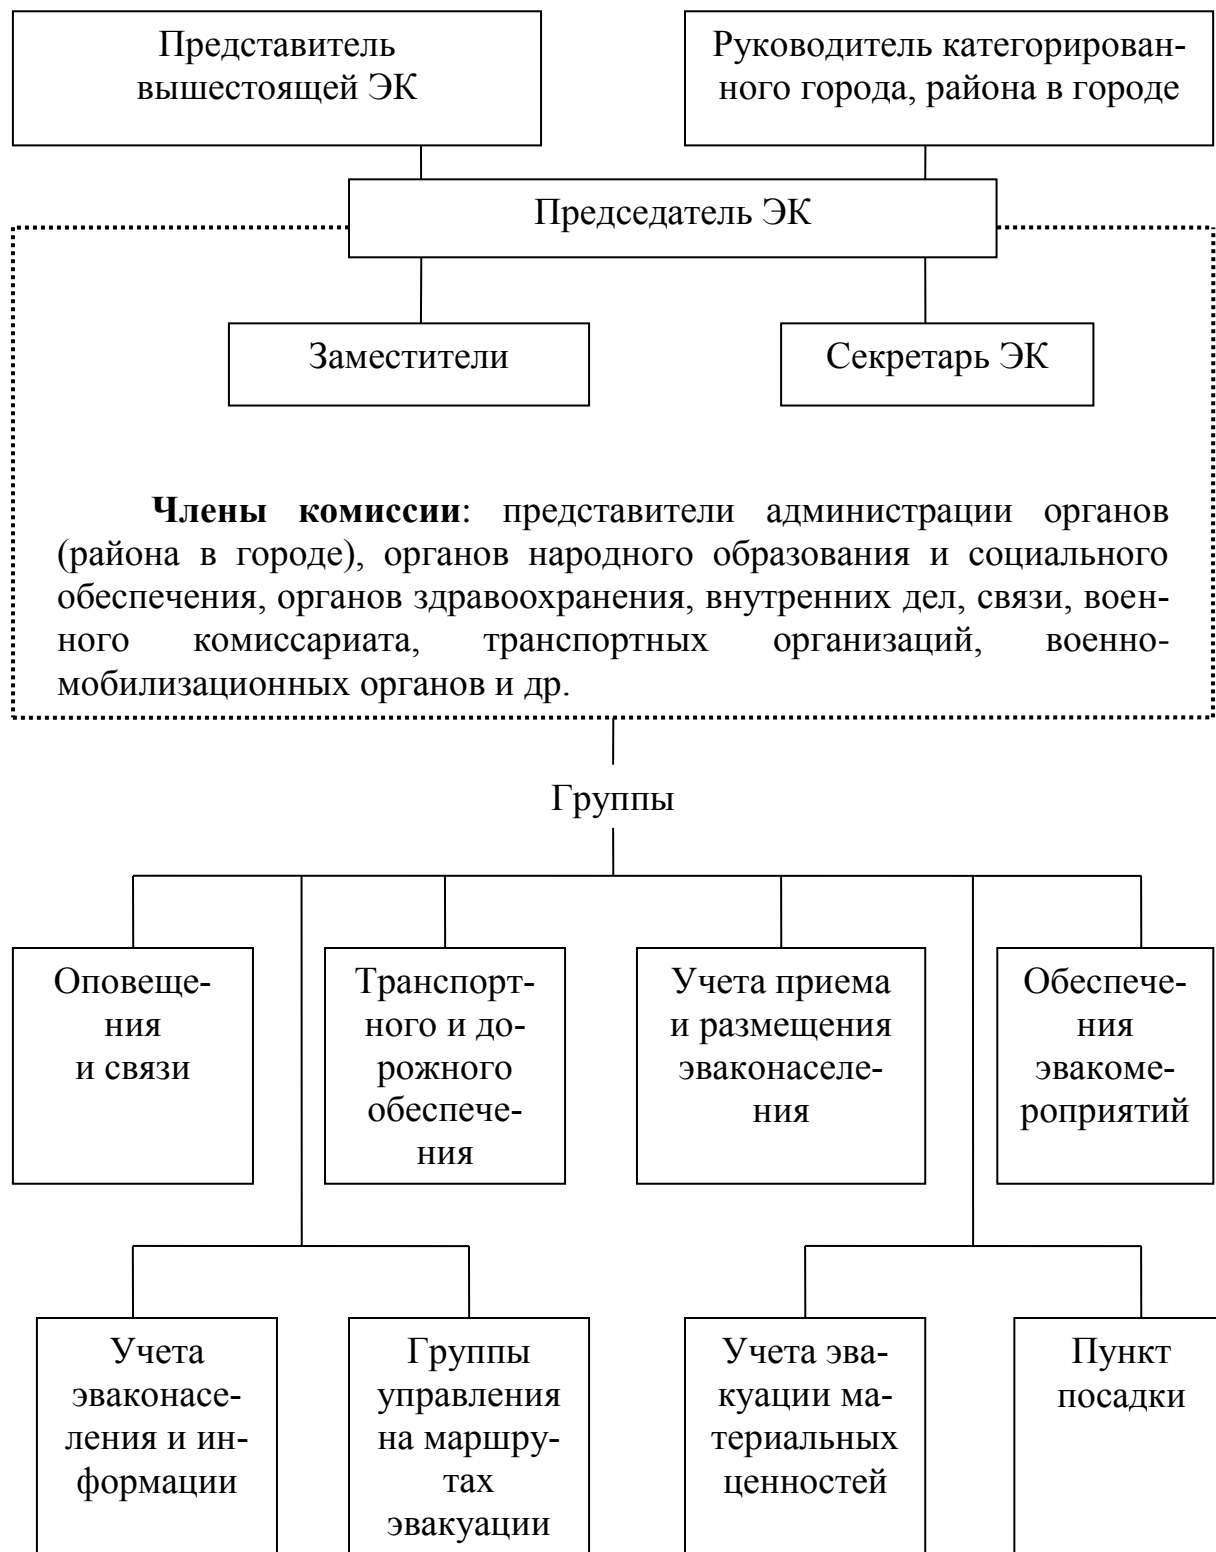 Представитель
вышестоящей ЭК
Руководитель категорирован-
ного города, района в городе
Председатель ЭК
Заместители
Секретарь ЭК
Члены комиссии: представители администрации органов
(района в городе), органов народного образования и социального
обеспечения, органов здравоохранения, внутренних дел, связи, воен-
ного комиссариата, транспортных организаций, военно-
мобилизационных органов и др.
Группы
Оповеще-
ния
и связи
Транспорт-
ного и до-
рожного
обеспече-
ния
Учета приема
и размещения
эваконаселе-
ния
Обеспече-
ния
эвакоме-
роприятий
Учета
эваконасе-
ления и ин-
формации
Группы
управления
на маршру-
тах
эвакуации
Учета эва-
куации ма-
териальных
ценностей
Пункт
посадки